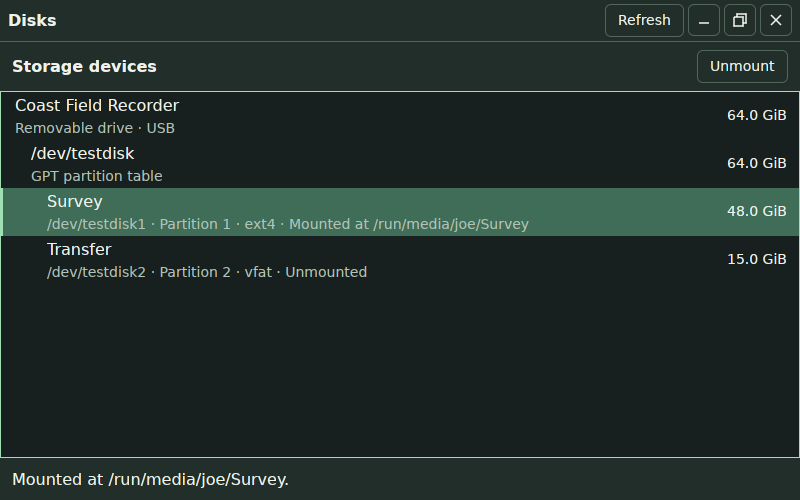 Disks
Refresh
Storage devices
Unmount
Coast Field Recorder
Removable drive · USB
64.0 GiB
/dev/testdisk
GPT partition table
64.0 GiB
Survey
/dev/testdisk1 · Partition 1 · ext4 · Mounted at /run/media/joe/Survey
48.0 GiB
Transfer
/dev/testdisk2 · Partition 2 · vfat · Unmounted
15.0 GiB
Mounted at /run/media/joe/Survey.